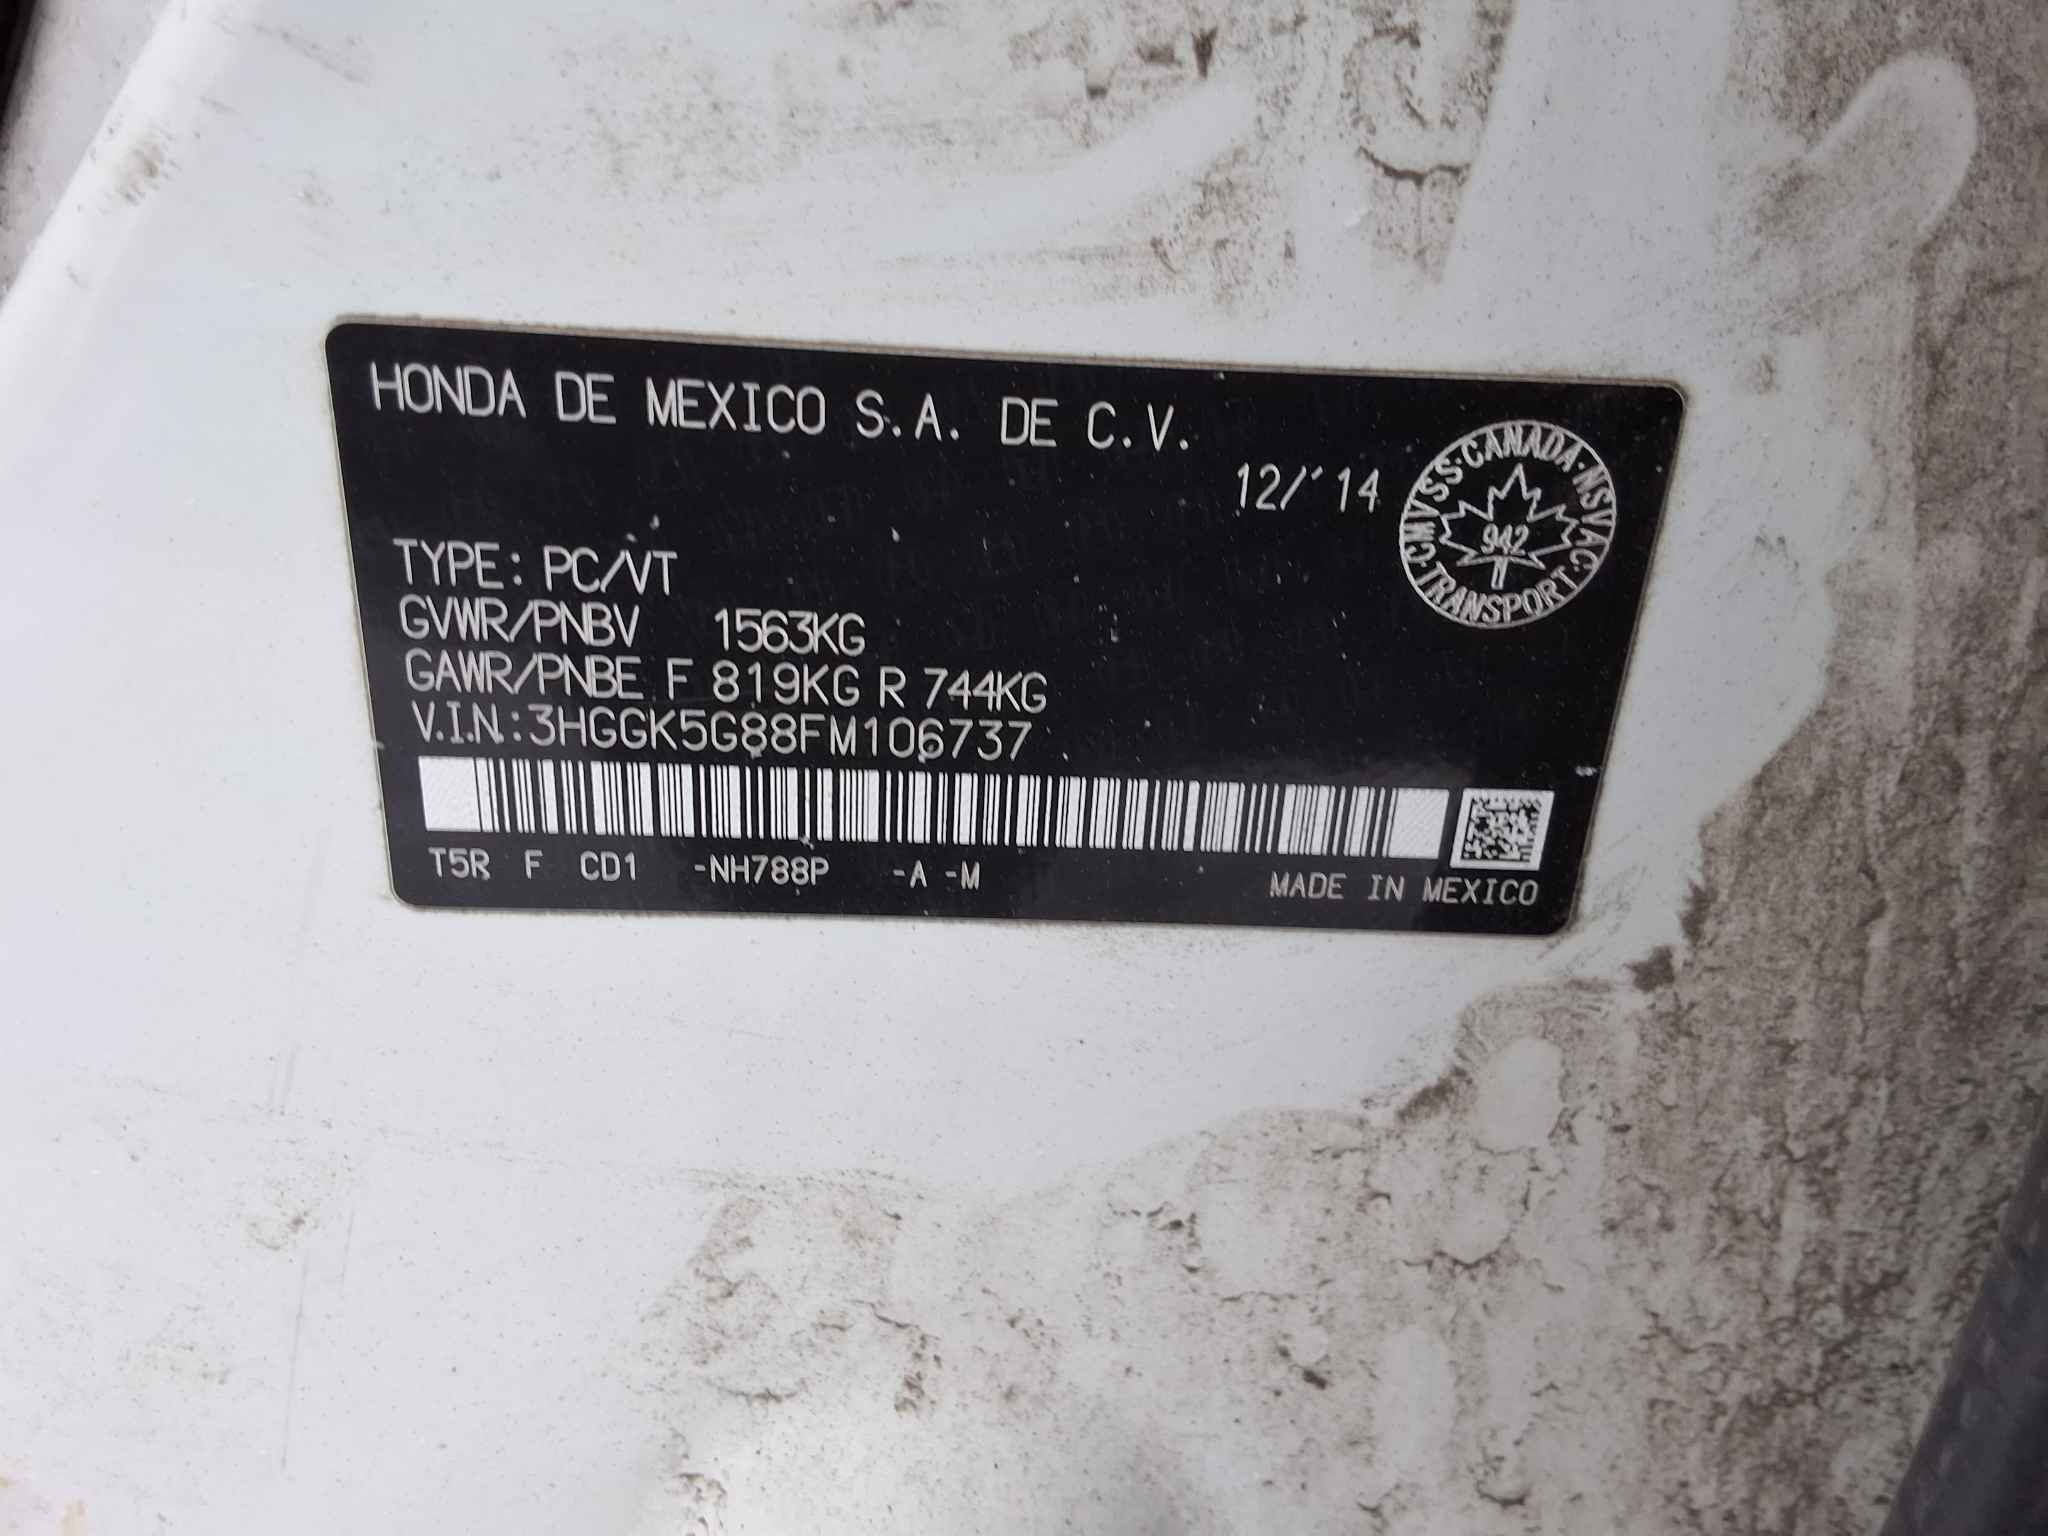 HONDA DE MEXICO S.A. DE C.V.
12/'14
CMVSS·CANADA·NSVAC·TRANSPORT·
942
TYPE: PC/VT
GVWR/PNBV 1563KG
GAWR/PNBE F 819KG R 744KG
V.I.N.:3HGGK5G88FM106737
T5R F CD1 -NH788P -A -M
MADE IN MEXICO